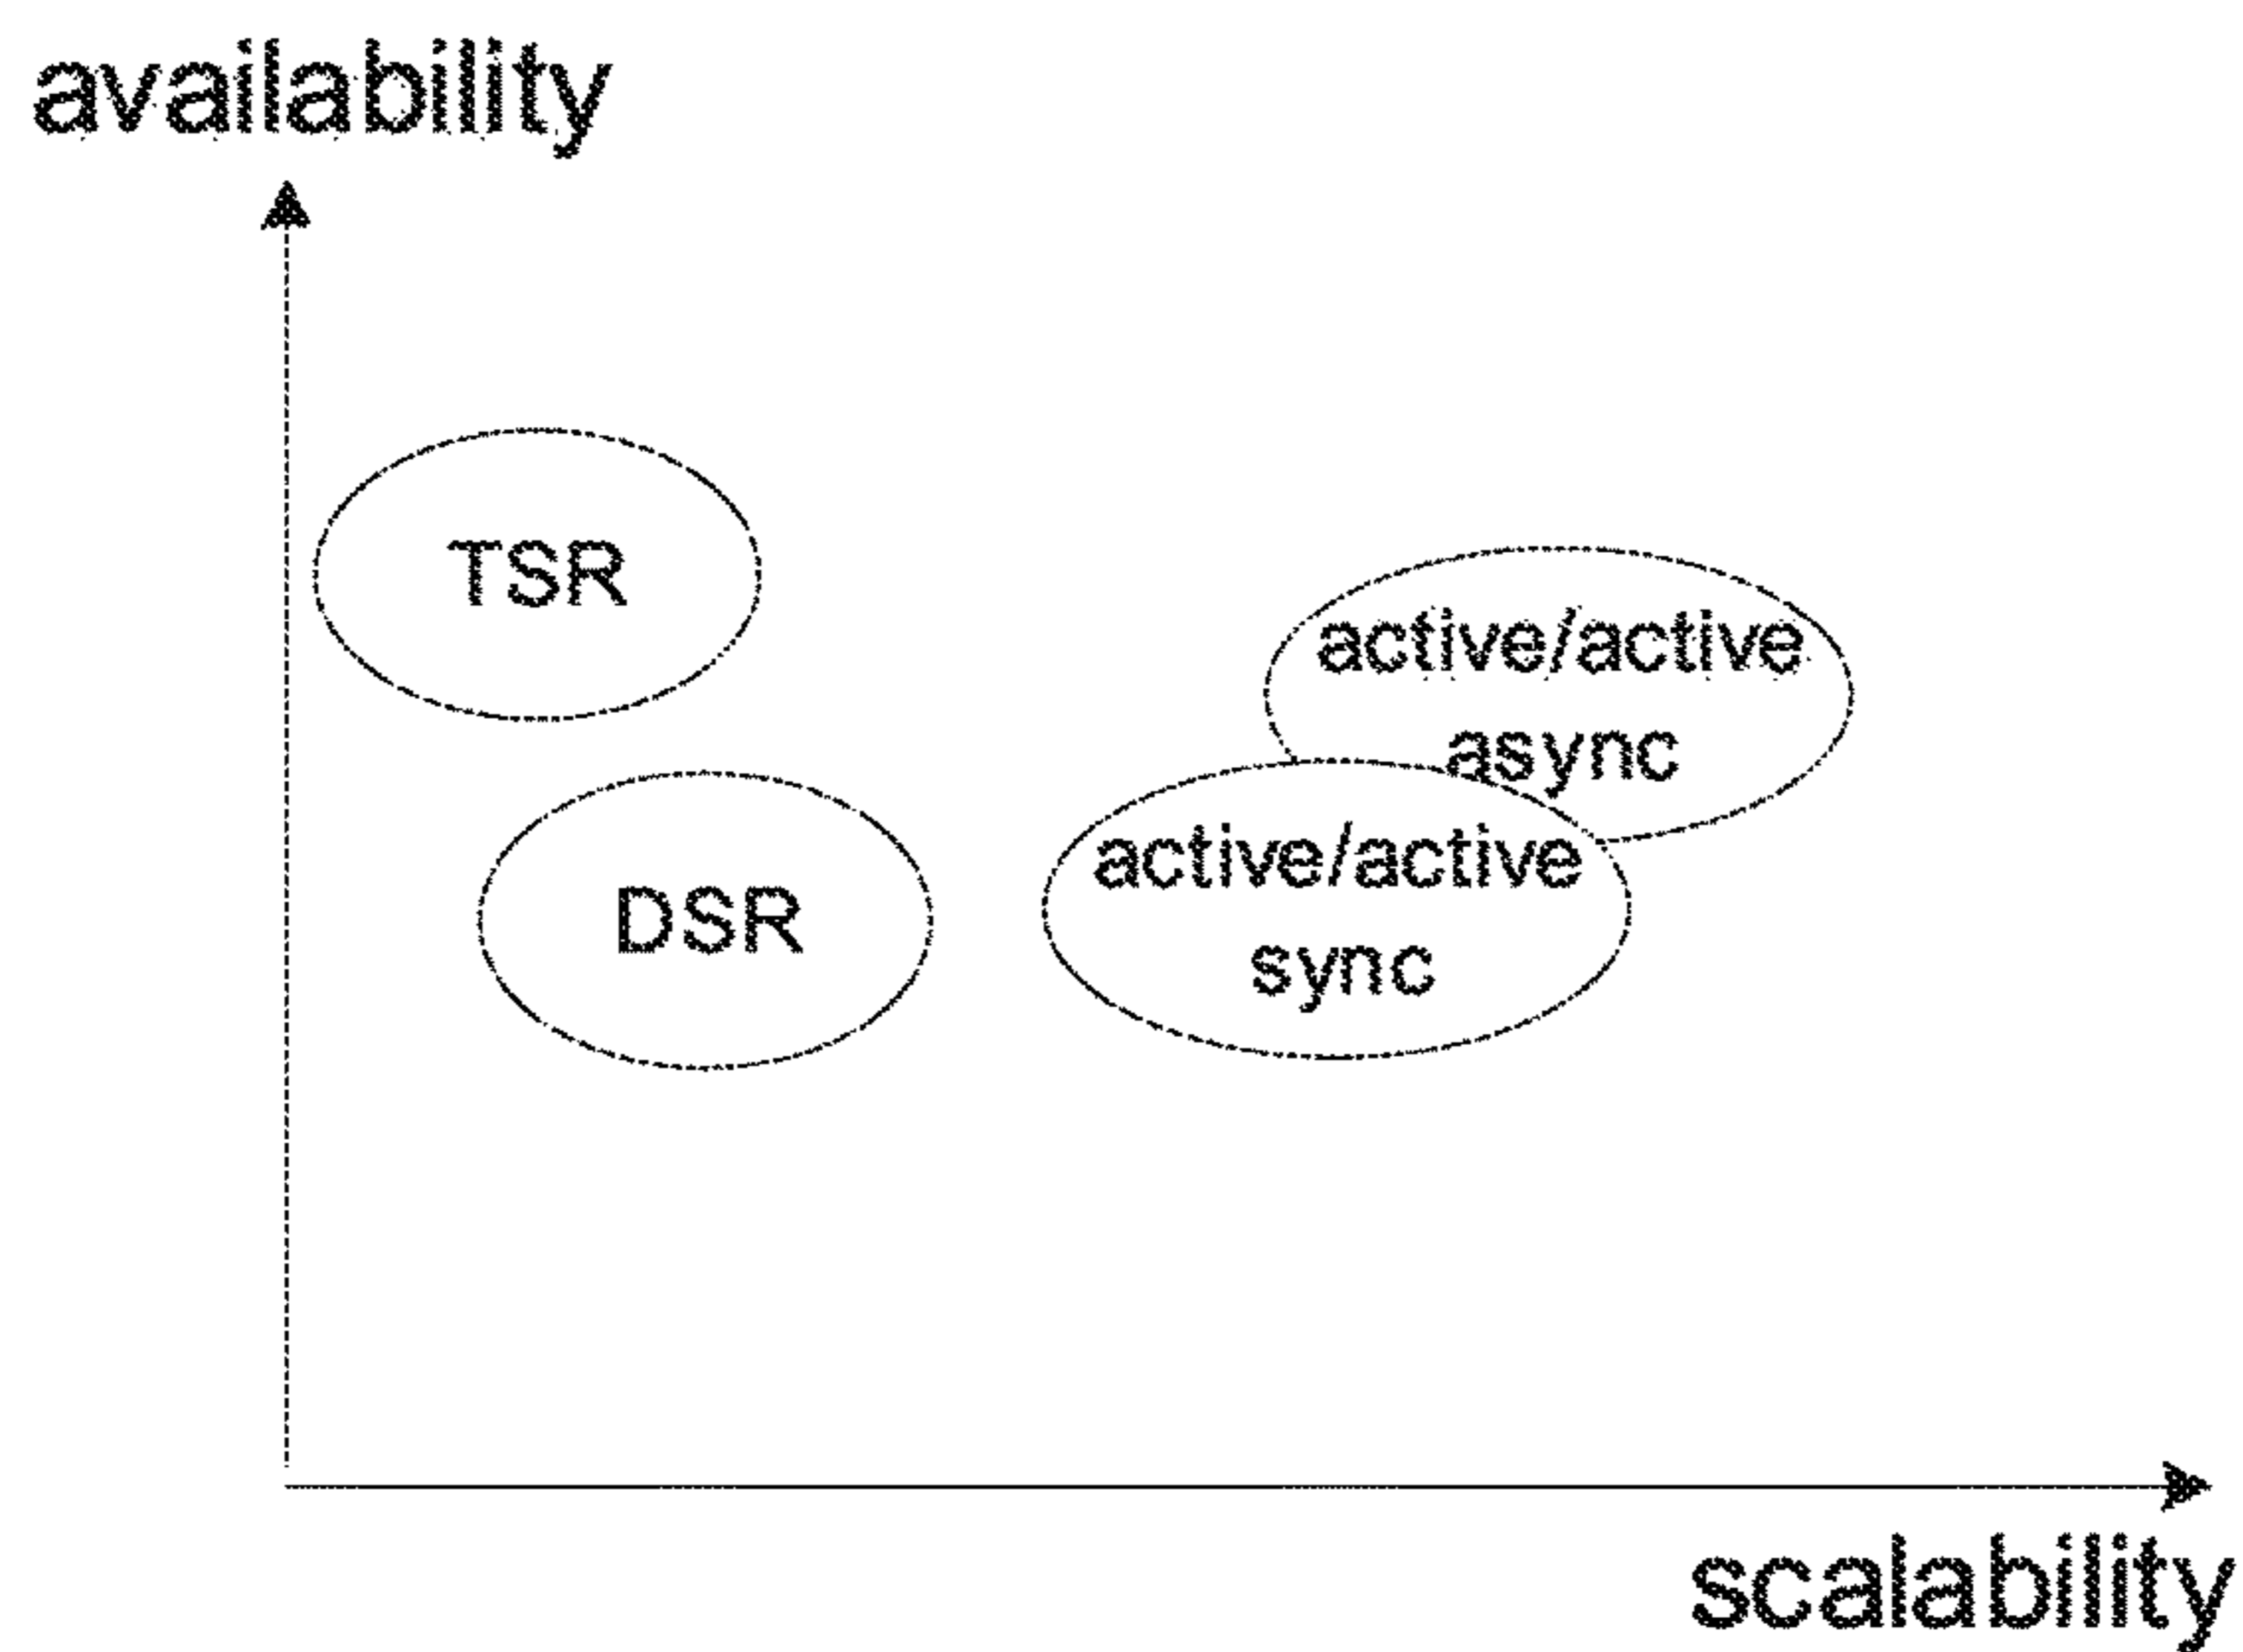 availability
TSR
active/active
async
active/active
sync
DSR
scalability